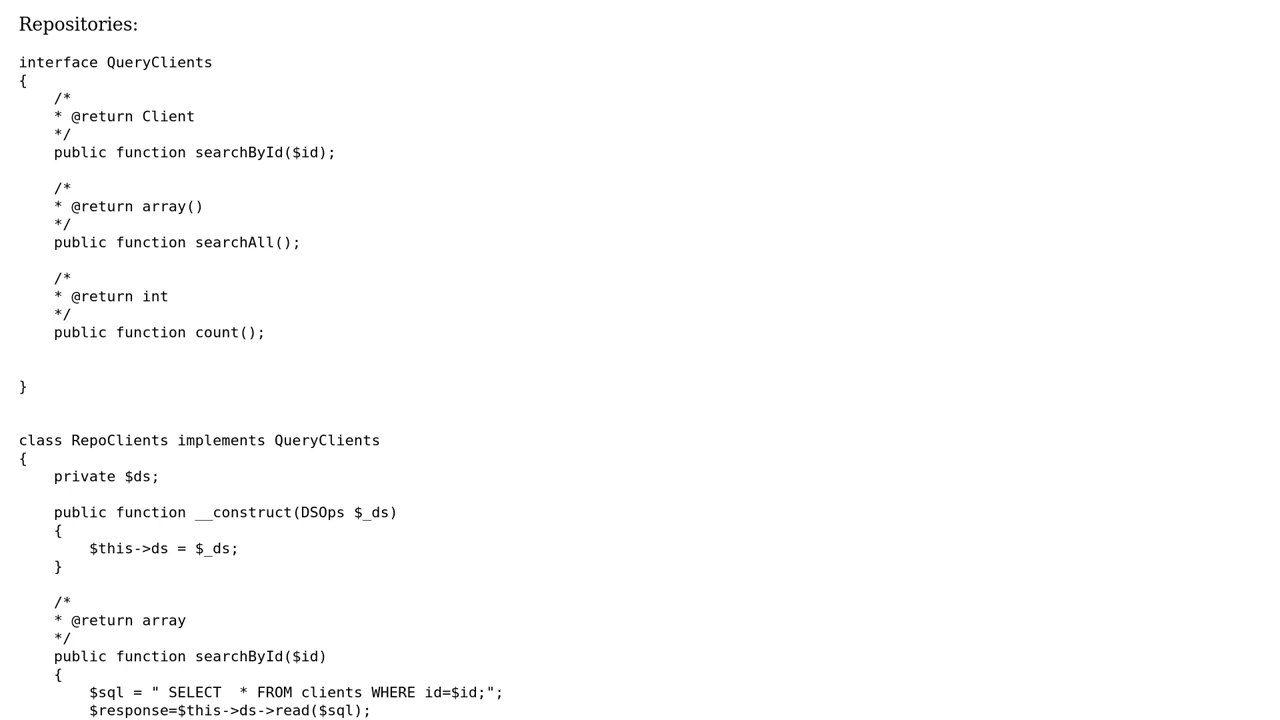 Repositories:
interface QueryClients
{
    /*
    * @return Client
    */
    public function searchById($id);

    /*
    * @return array()
    */
    public function searchAll();

    /*
    * @return int
    */
    public function count();


}


class RepoClients implements QueryClients
{
    private $ds;

    public function __construct(DSOps $_ds)
    {
        $this->ds = $_ds;
    }

    /*
    * @return array
    */
    public function searchById($id)
    {
        $sql = " SELECT  * FROM clients WHERE id=$id;";
        $response=$this->ds->read($sql);